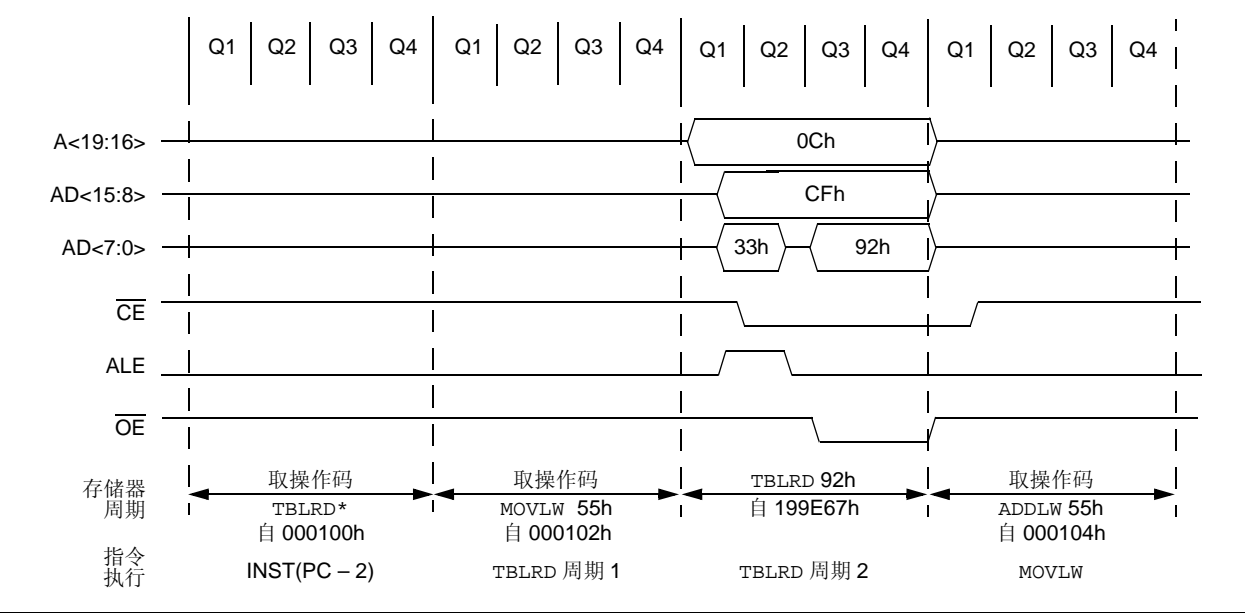 Q1 Q2 Q3 Q4 Q1 Q2 Q3 Q4 Q1 Q2 Q3 Q4 Q1 Q2 Q3 Q4
A<19:16> 0Ch
AD<15:8> CFh
AD<7:0> 33h 92h
CE
ALE
OE
存储器 取操作码 取操作码 TBLRD 92h 取操作码
周期 TBLRD* MOVLW 55h 自 199E67h ADDLW 55h
自 000100h 自 000102h 自 000104h
指令
执行 INST(PC – 2) TBLRD 周期 1 TBLRD 周期 2 MOVLW